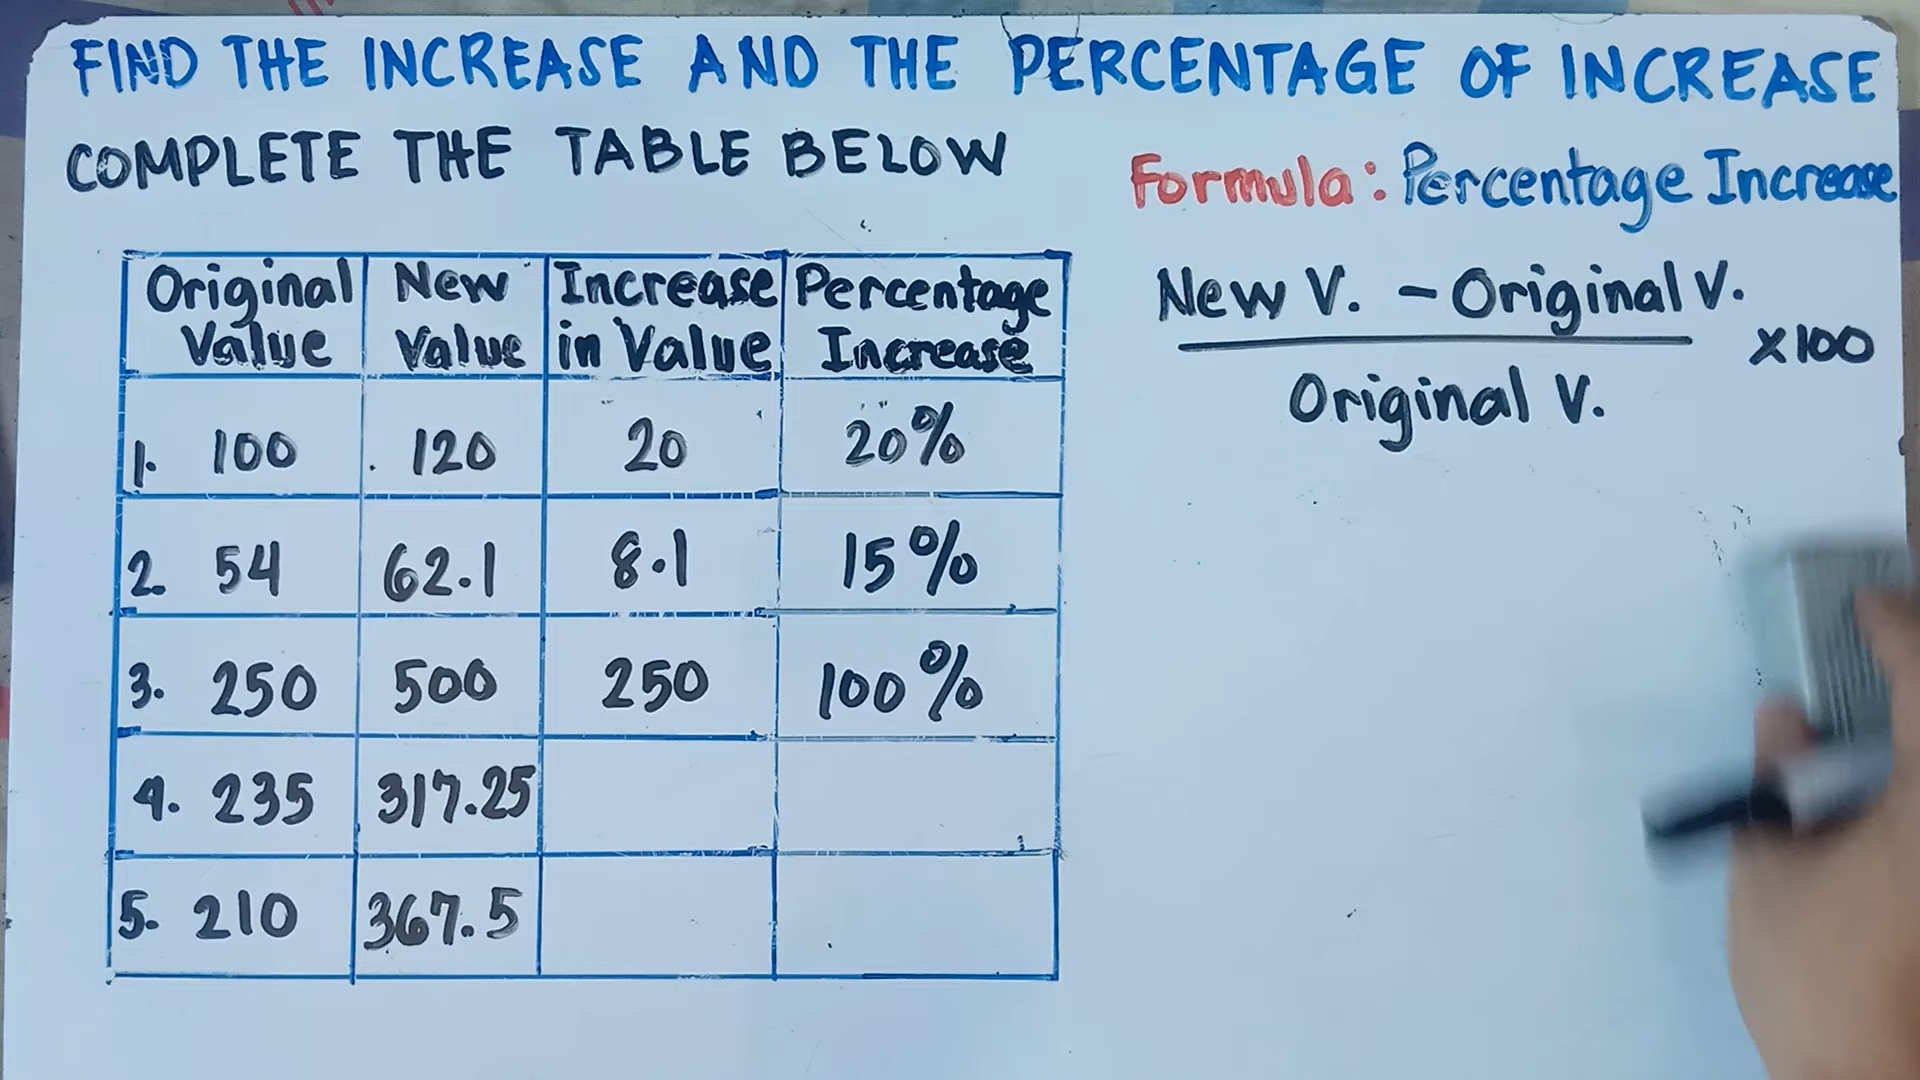 FIND THE INCREASE AND THE PERCENTAGE OF INCREASE
COMPLETE THE TABLE BELOW
Formula: Percentage Increase
New V. - Original V.
x100
Original V.
Original Value New Value Increase in Value Percentage Increase
1. 100 120 20 20%
2. 54 62.1 8.1 15%
3. 250 500 250 100%
4. 235 317.25
5. 210 367.5